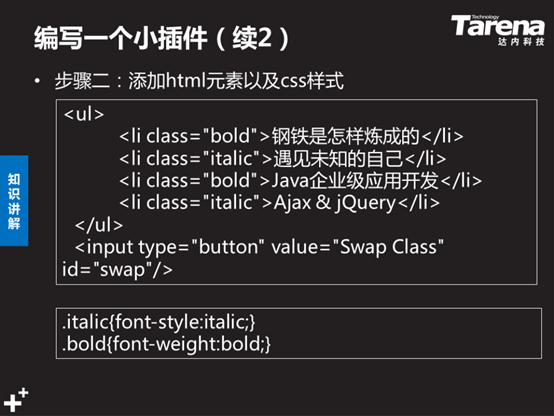 编写一个小插件（续2）
Technology
Tarena
达内科技
• 步骤二：添加html元素以及css样式
<ul>
<li class="bold">钢铁是怎样炼成的</li>
<li class="italic">遇见未知的自己</li>
<li class="bold">Java企业级应用开发</li>
<li class="italic">Ajax & jQuery</li>
</ul>
<input type="button" value="Swap Class"
id="swap"/>
知识讲解
.italic{font-style:italic;}
.bold{font-weight:bold;}